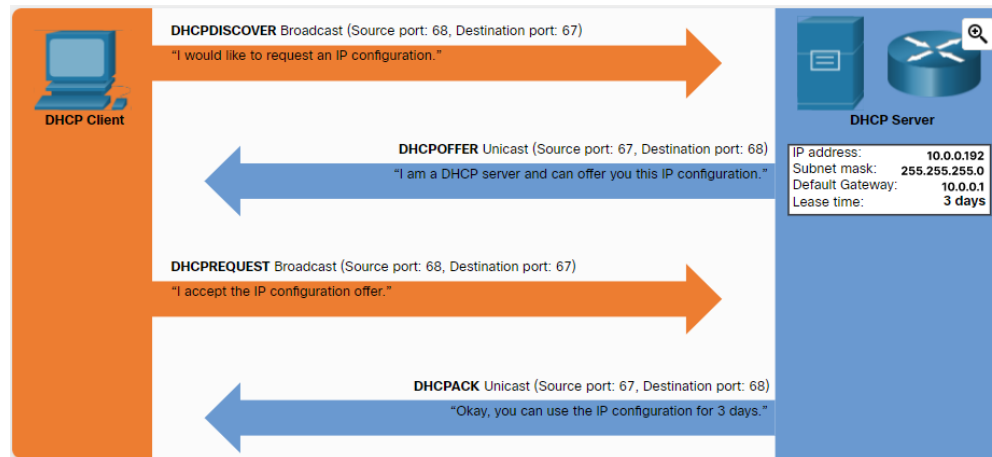 DHCPDISCOVER Broadcast (Source port: 68, Destination port: 67)
“I would like to request an IP configuration.”
DHCP Client
DHCP Server
DHCPOFFER Unicast (Source port: 67, Destination port: 68)
“I am a DHCP server and can offer you this IP configuration.”
IP address: 10.0.0.192
Subnet mask: 255.255.255.0
Default Gateway: 10.0.0.1
Lease time: 3 days
DHCPREQUEST Broadcast (Source port: 68, Destination port: 67)
“I accept the IP configuration offer.”
DHCPACK Unicast (Source port: 67, Destination port: 68)
“Okay, you can use the IP configuration for 3 days.”